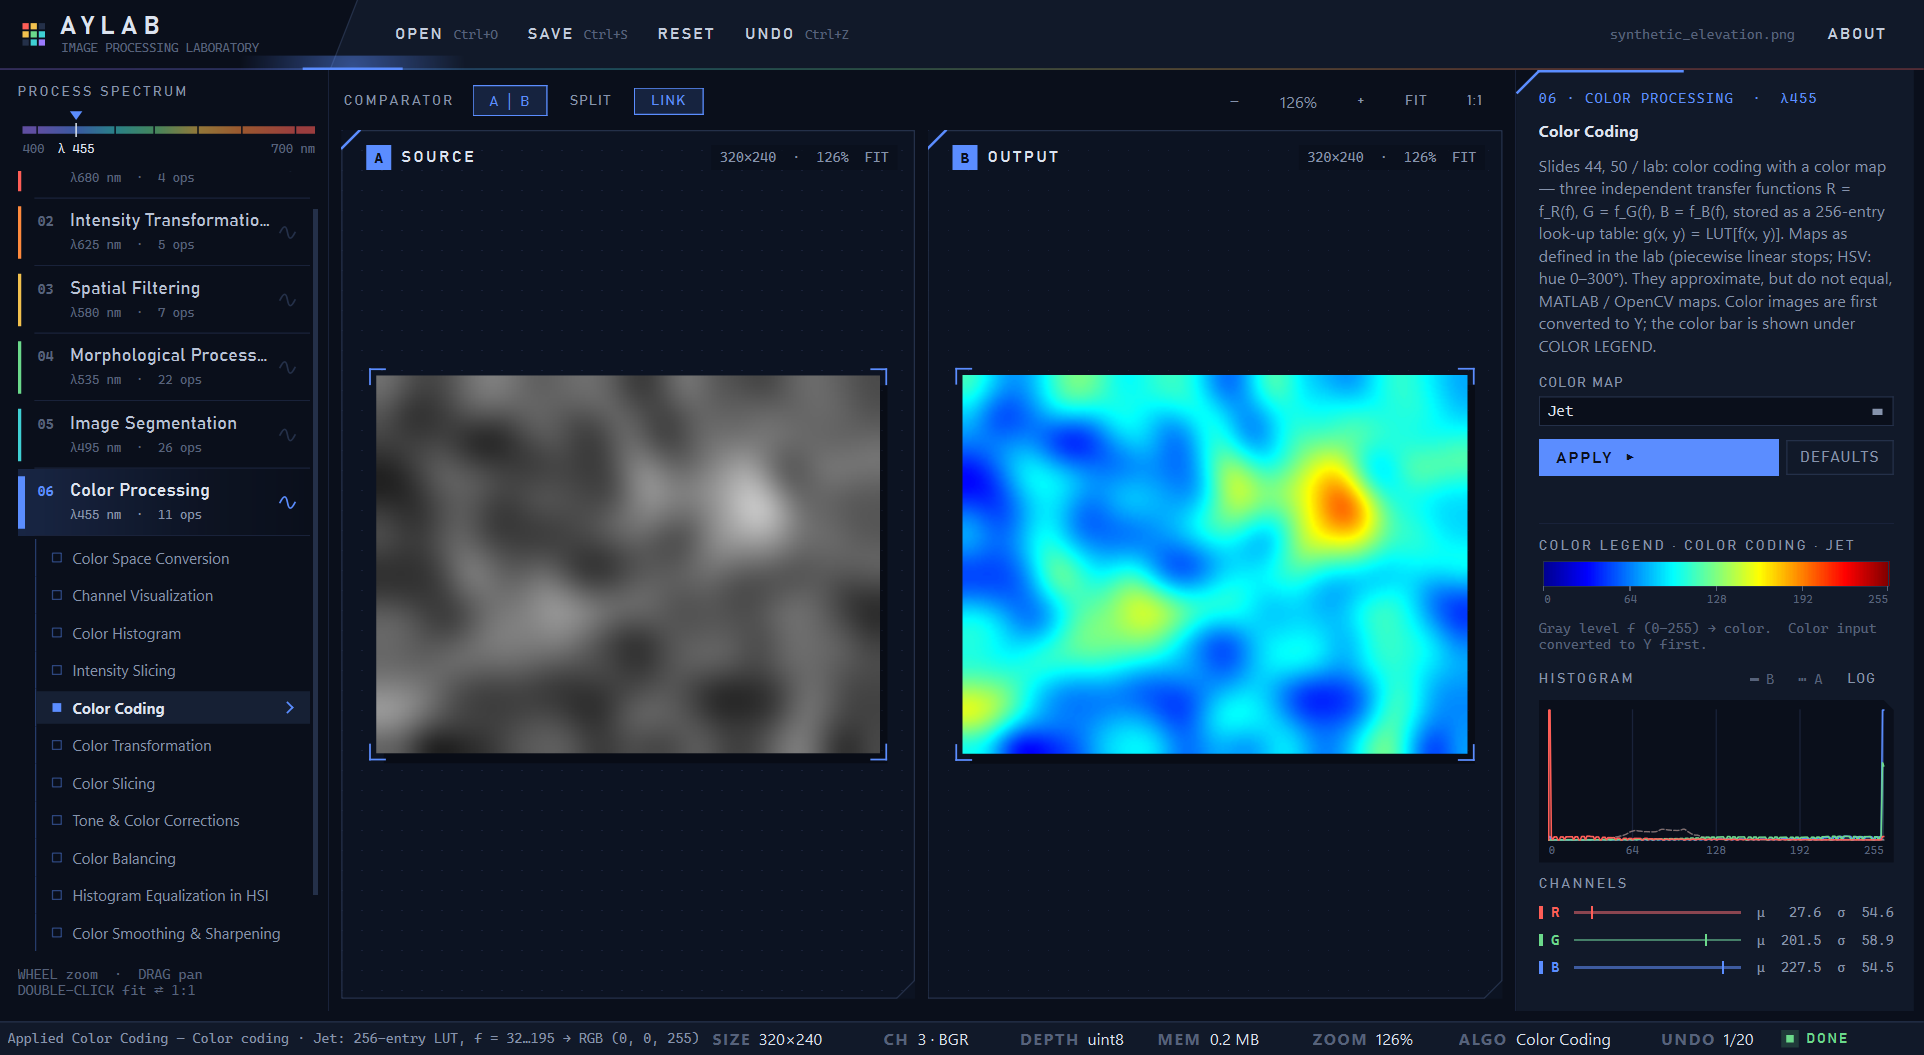 AYLAB
IMAGE PROCESSING LABORATORY
OPEN Ctrl+O SAVE Ctrl+S RESET UNDO Ctrl+Z
synthetic_elevation.png ABOUT
PROCESS SPECTRUM
400 λ 455 700 nm
λ680 nm · 4 ops
02 Intensity Transformatio...
λ625 nm · 5 ops
03 Spatial Filtering
λ580 nm · 7 ops
04 Morphological Process...
λ535 nm · 22 ops
05 Image Segmentation
λ495 nm · 26 ops
06 Color Processing
λ455 nm · 11 ops
Color Space Conversion
Channel Visualization
Color Histogram
Intensity Slicing
Color Coding
Color Transformation
Color Slicing
Tone & Color Corrections
Color Balancing
Histogram Equalization in HSI
Color Smoothing & Sharpening
WHEEL zoom · DRAG pan
DOUBLE-CLICK fit ⇄ 1:1
COMPARATOR A | B SPLIT LINK
− 126% + FIT 1:1
A SOURCE 320×240 · 126% FIT
B OUTPUT 320×240 · 126% FIT
06 · COLOR PROCESSING · λ455
Color Coding
Slides 44, 50 / lab: color coding with a color map
— three independent transfer functions R =
f_R(f), G = f_G(f), B = f_B(f), stored as a 256-entry
look-up table: g(x, y) = LUT[f(x, y)]. Maps as
defined in the lab (piecewise linear stops; HSV:
hue 0–300°). They approximate, but do not equal,
MATLAB / OpenCV maps. Color images are first
converted to Y; the color bar is shown under
COLOR LEGEND.
COLOR MAP
Jet
APPLY ▸ DEFAULTS
COLOR LEGEND · COLOR CODING · JET
0 64 128 192 255
Gray level f (0–255) → color. Color input
converted to Y first.
HISTOGRAM B A LOG
0 64 128 192 255
CHANNELS
R μ 27.6 σ 54.6
G μ 201.5 σ 58.9
B μ 227.5 σ 54.5
Applied Color Coding — Color coding · Jet: 256-entry LUT, f = 32…195 → RGB (0, 0, 255) SIZE 320×240 CH 3 · BGR DEPTH uint8 MEM 0.2 MB ZOOM 126% ALGO Color Coding UNDO 1/20 DONE